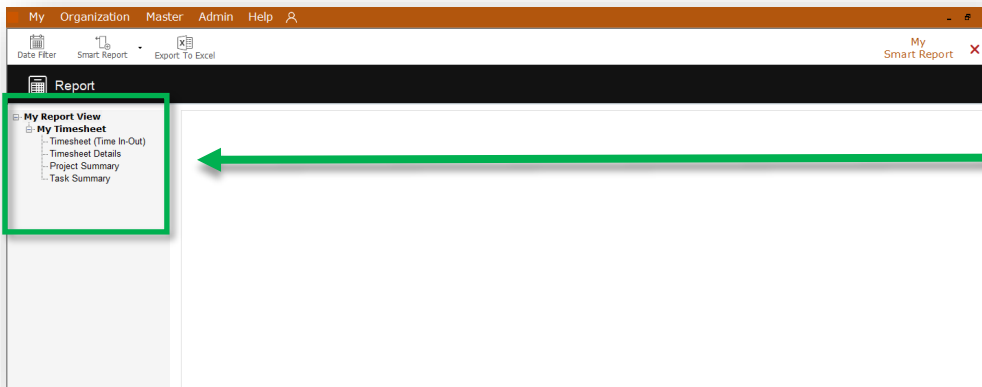 My Organization Master Admin Help
Date Filter Smart Report Export To Excel
My
Smart Report
Report
My Report View
My Timesheet
Timesheet (Time In-Out)
Timesheet Details
Project Summary
Task Summary